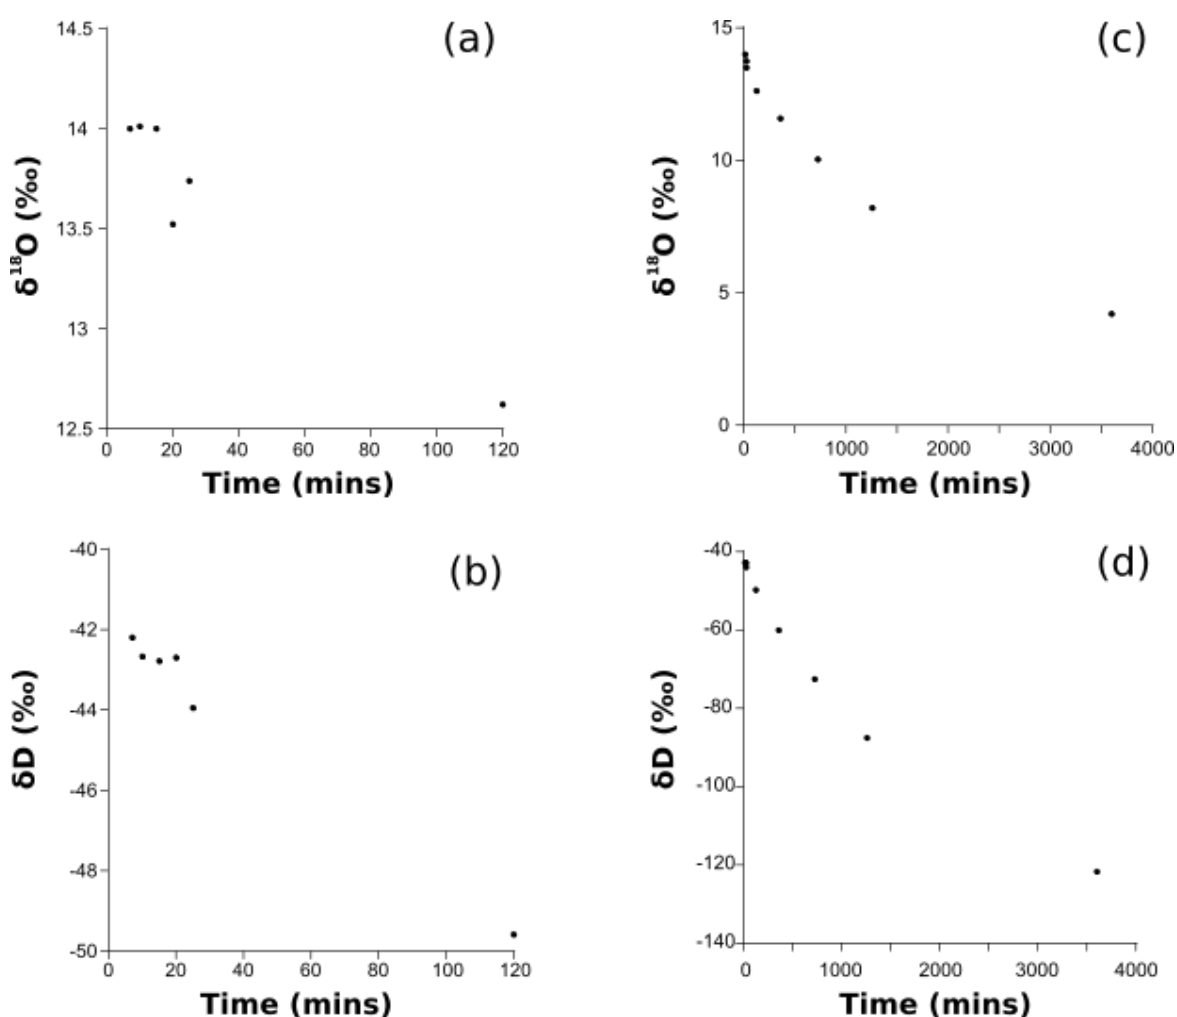 (a)
14.5
14
13.5
13
12.5
δ¹⁸O (‰)
0 20 40 60 80 100 120
Time (mins)
(c)
15
10
5
0
δ¹⁸O (‰)
0 1000 2000 3000 4000
Time (mins)
(b)
-40
-42
-44
-46
-48
-50
δD (‰)
0 20 40 60 80 100 120
Time (mins)
(d)
-40
-60
-80
-100
-120
-140
δD (‰)
0 1000 2000 3000 4000
Time (mins)